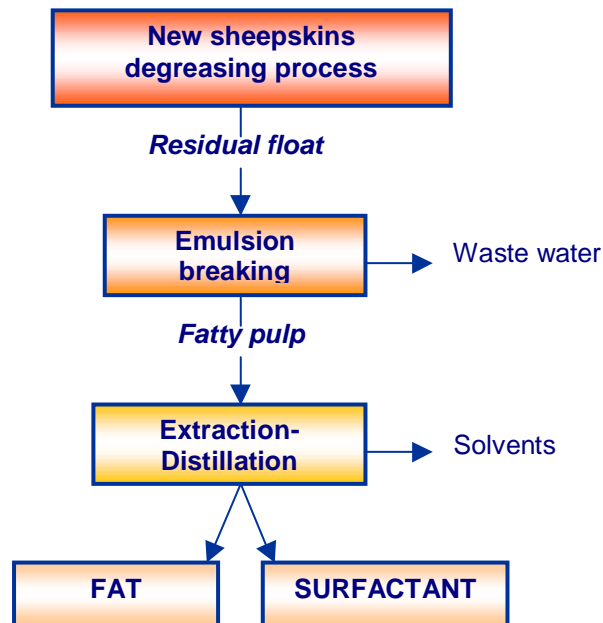 New sheepskins
degreasing process
Residual float
Emulsion
breaking
Waste water
Fatty pulp
Extraction-
Distillation
Solvents
FAT
SURFACTANT